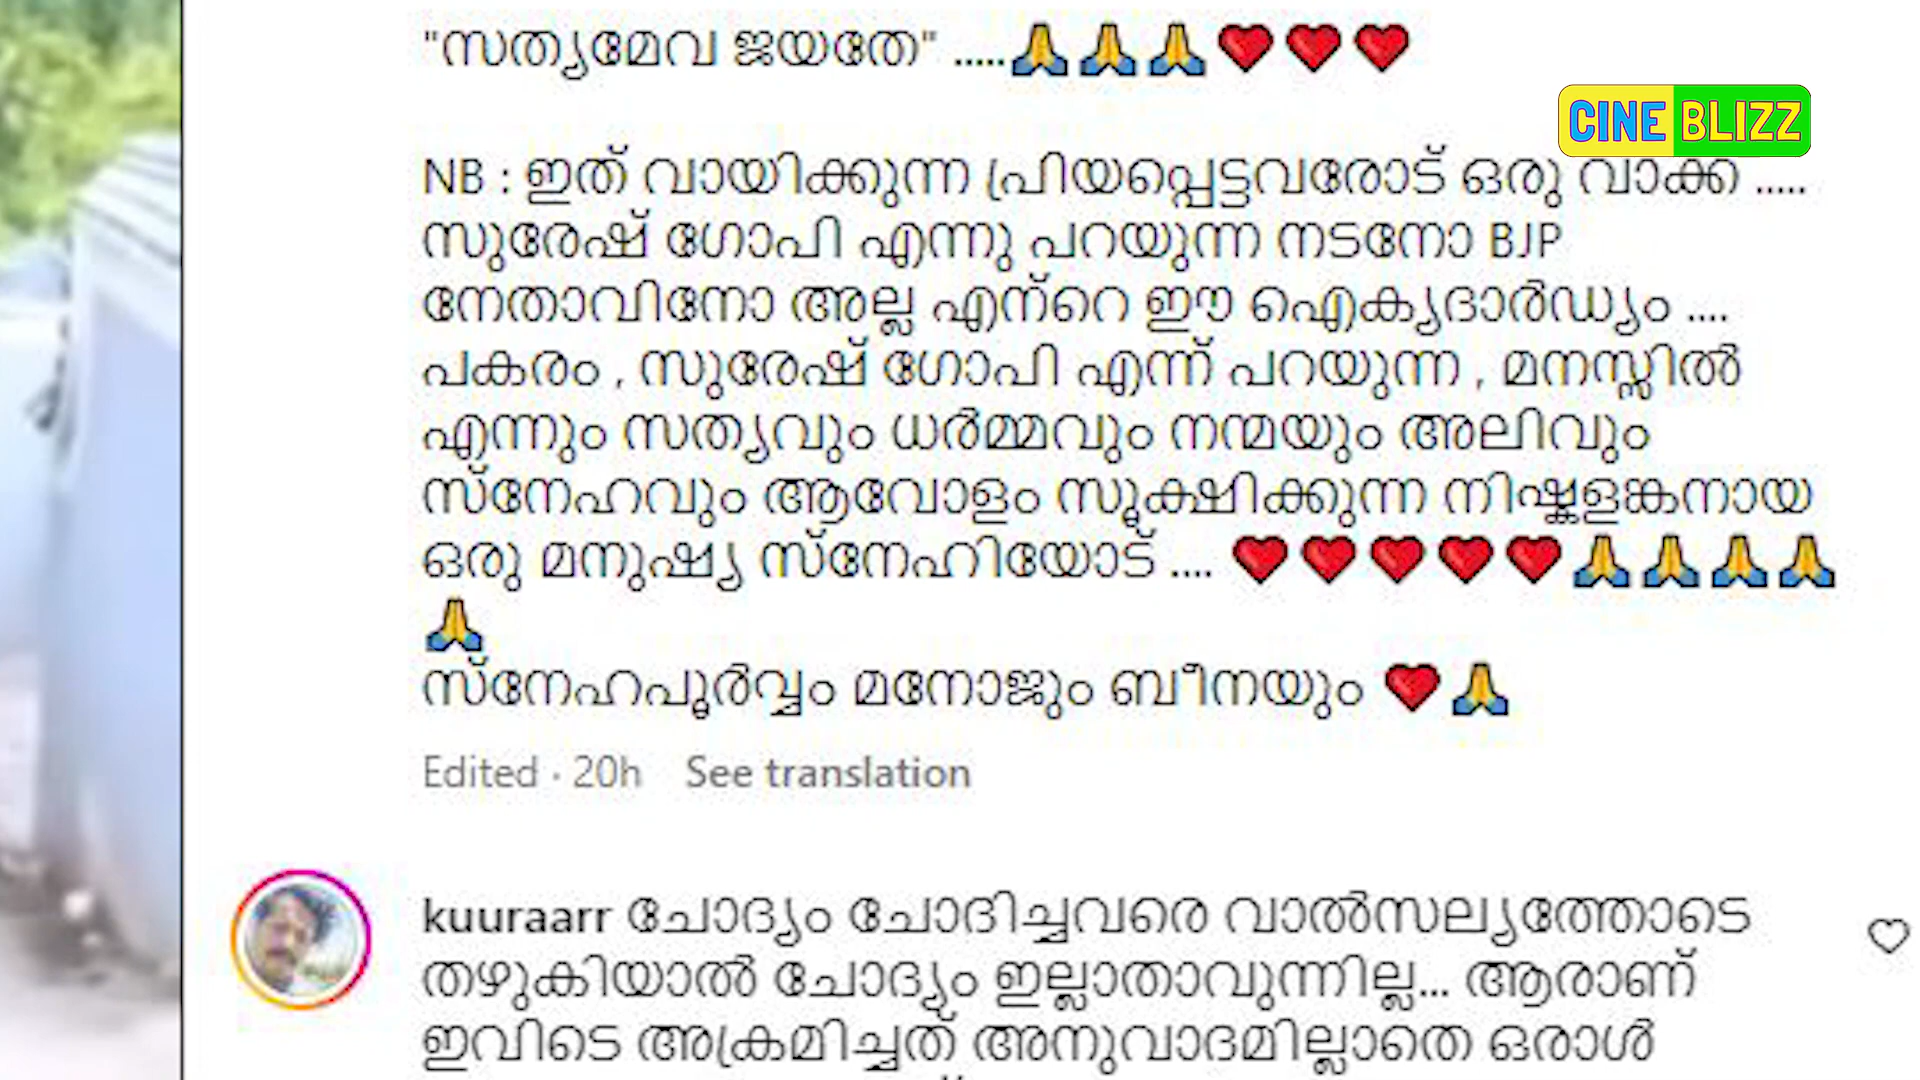 "സത്യമേവ ജയതേ" .....🙏🙏🙏❤️❤️❤️
CINE BLIZZ
NB : ഇത് വായിക്കുന്ന പ്രിയപ്പെട്ടവരോട് ഒരു വാക്ക് .....
സുരേഷ് ഗോപി എന്നു പറയുന്ന നടനോ BJP
നേതാവിനോ അല്ല എന്റെ ഈ ഐക്യദാർഡ്യം ....
പകരം , സുരേഷ് ഗോപി എന്ന് പറയുന്ന , മനസ്സിൽ
എന്നും സത്യവും ധർമ്മവും നന്മയും അലിവും
സ്നേഹവും ആവോളം സൂക്ഷിക്കുന്ന നിഷ്കളങ്കനായ
ഒരു മനുഷ്യ സ്നേഹിയോട് .... ❤️❤️❤️❤️❤️🙏🙏🙏🙏
🙏
സ്നേഹപൂർവ്വം മനോജും ബീനയും ❤️🙏
Edited · 20h See translation
kuuraarr ചോദ്യം ചോദിച്ചവരെ വാൽസല്യത്തോടെ
തഴുകിയാൽ ചോദ്യം ഇല്ലാതാവുന്നില്ല... ആരാണ്
ഇവിടെ അക്രമിച്ചത് അനുവാദമില്ലാതെ ഒരാൾ